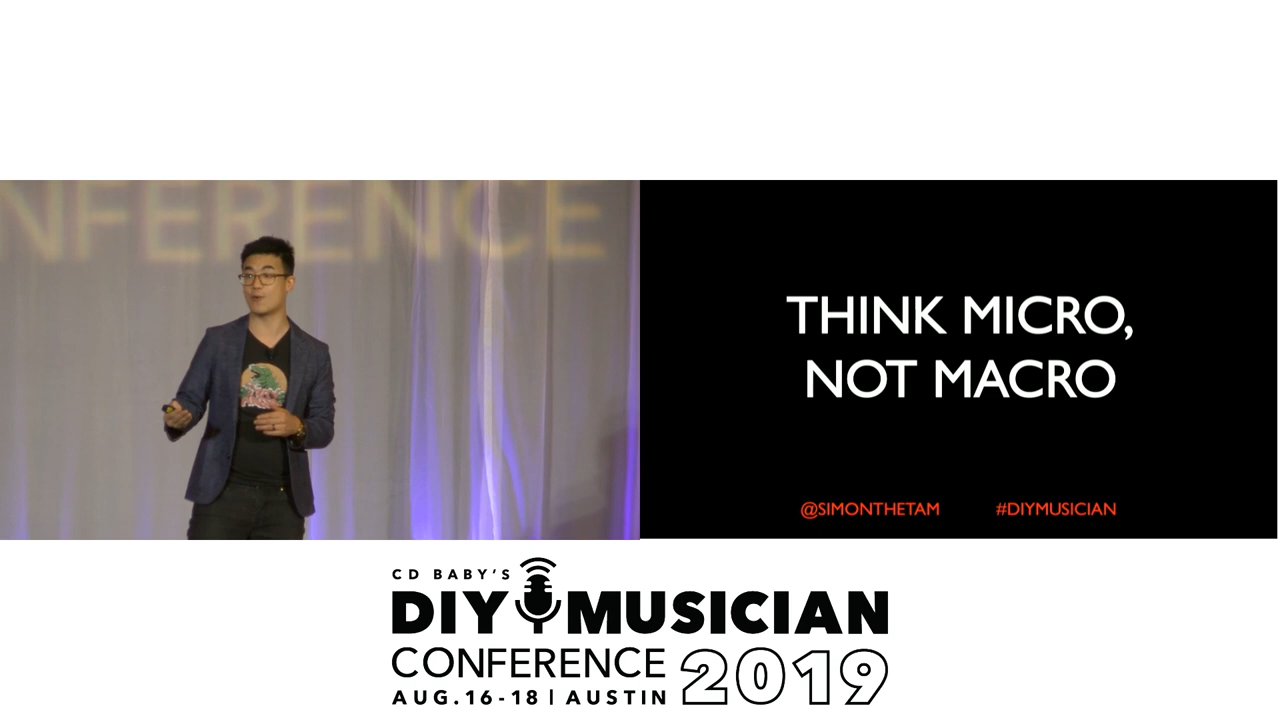 NFERENCE
THINK MICRO,
NOT MACRO
@SIMONTHETAM #DIYMUSICIAN
CD BABY'S
DIY MUSICIAN
CONFERENCE 2019
AUG.16-18 | AUSTIN